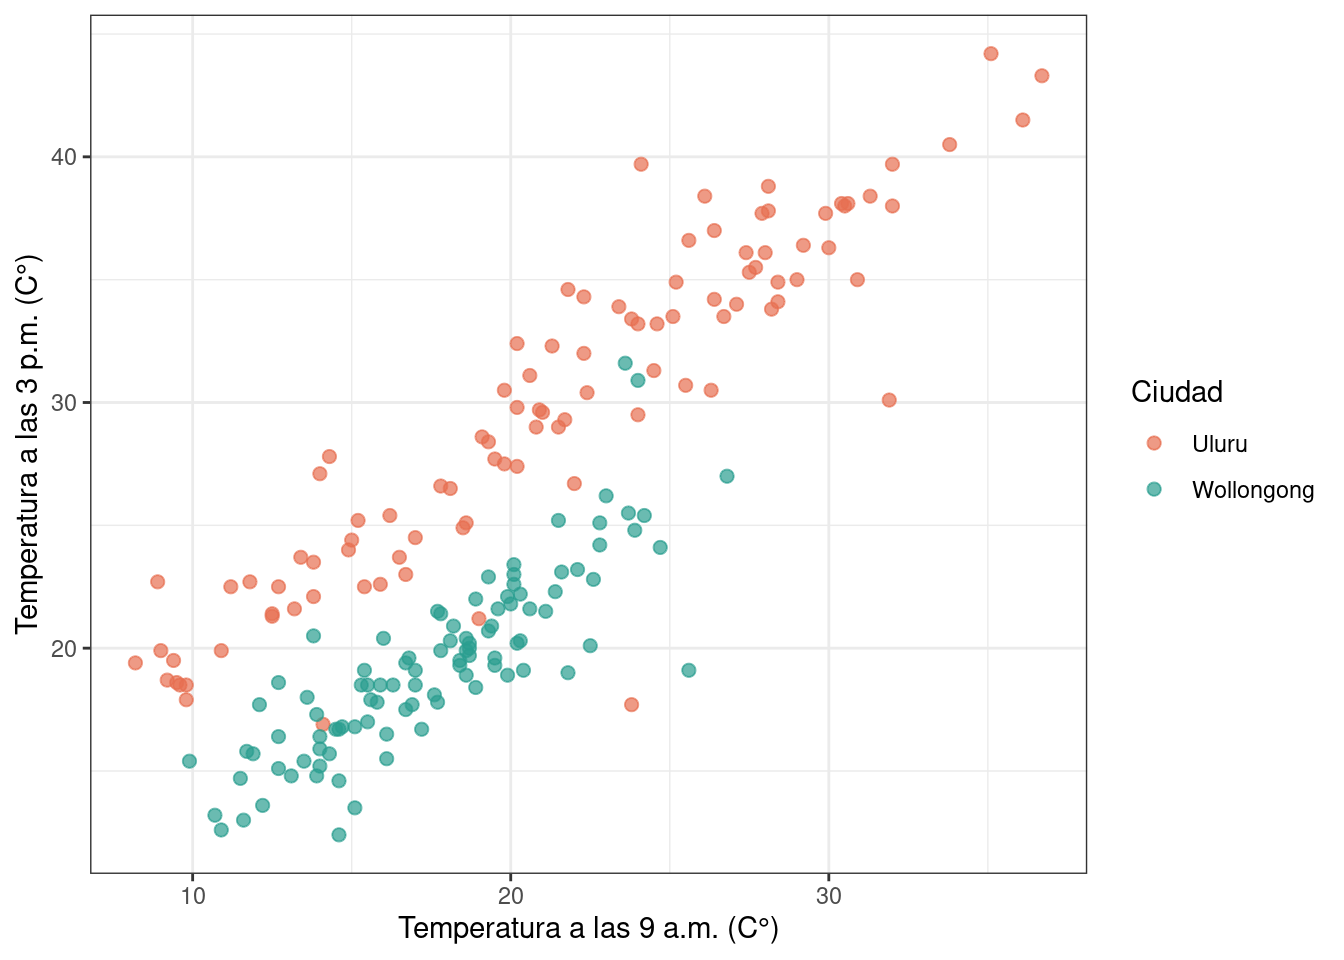 Temperatura a las 3 p.m. (C°)
40
30
20
10
20
30
Temperatura a las 9 a.m. (C°)
Ciudad
Uluru
Wollongong